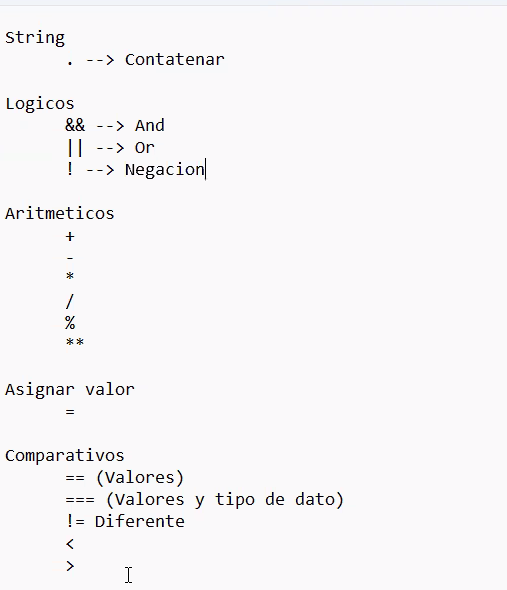 String
. --> Contatenar
Logicos
&& --> And
|| --> Or
! --> Negacion
Aritmeticos
+
-
*
/
%
**
Asignar valor
=
Comparativos
== (Valores)
=== (Valores y tipo de dato)
!= Diferente
<
>